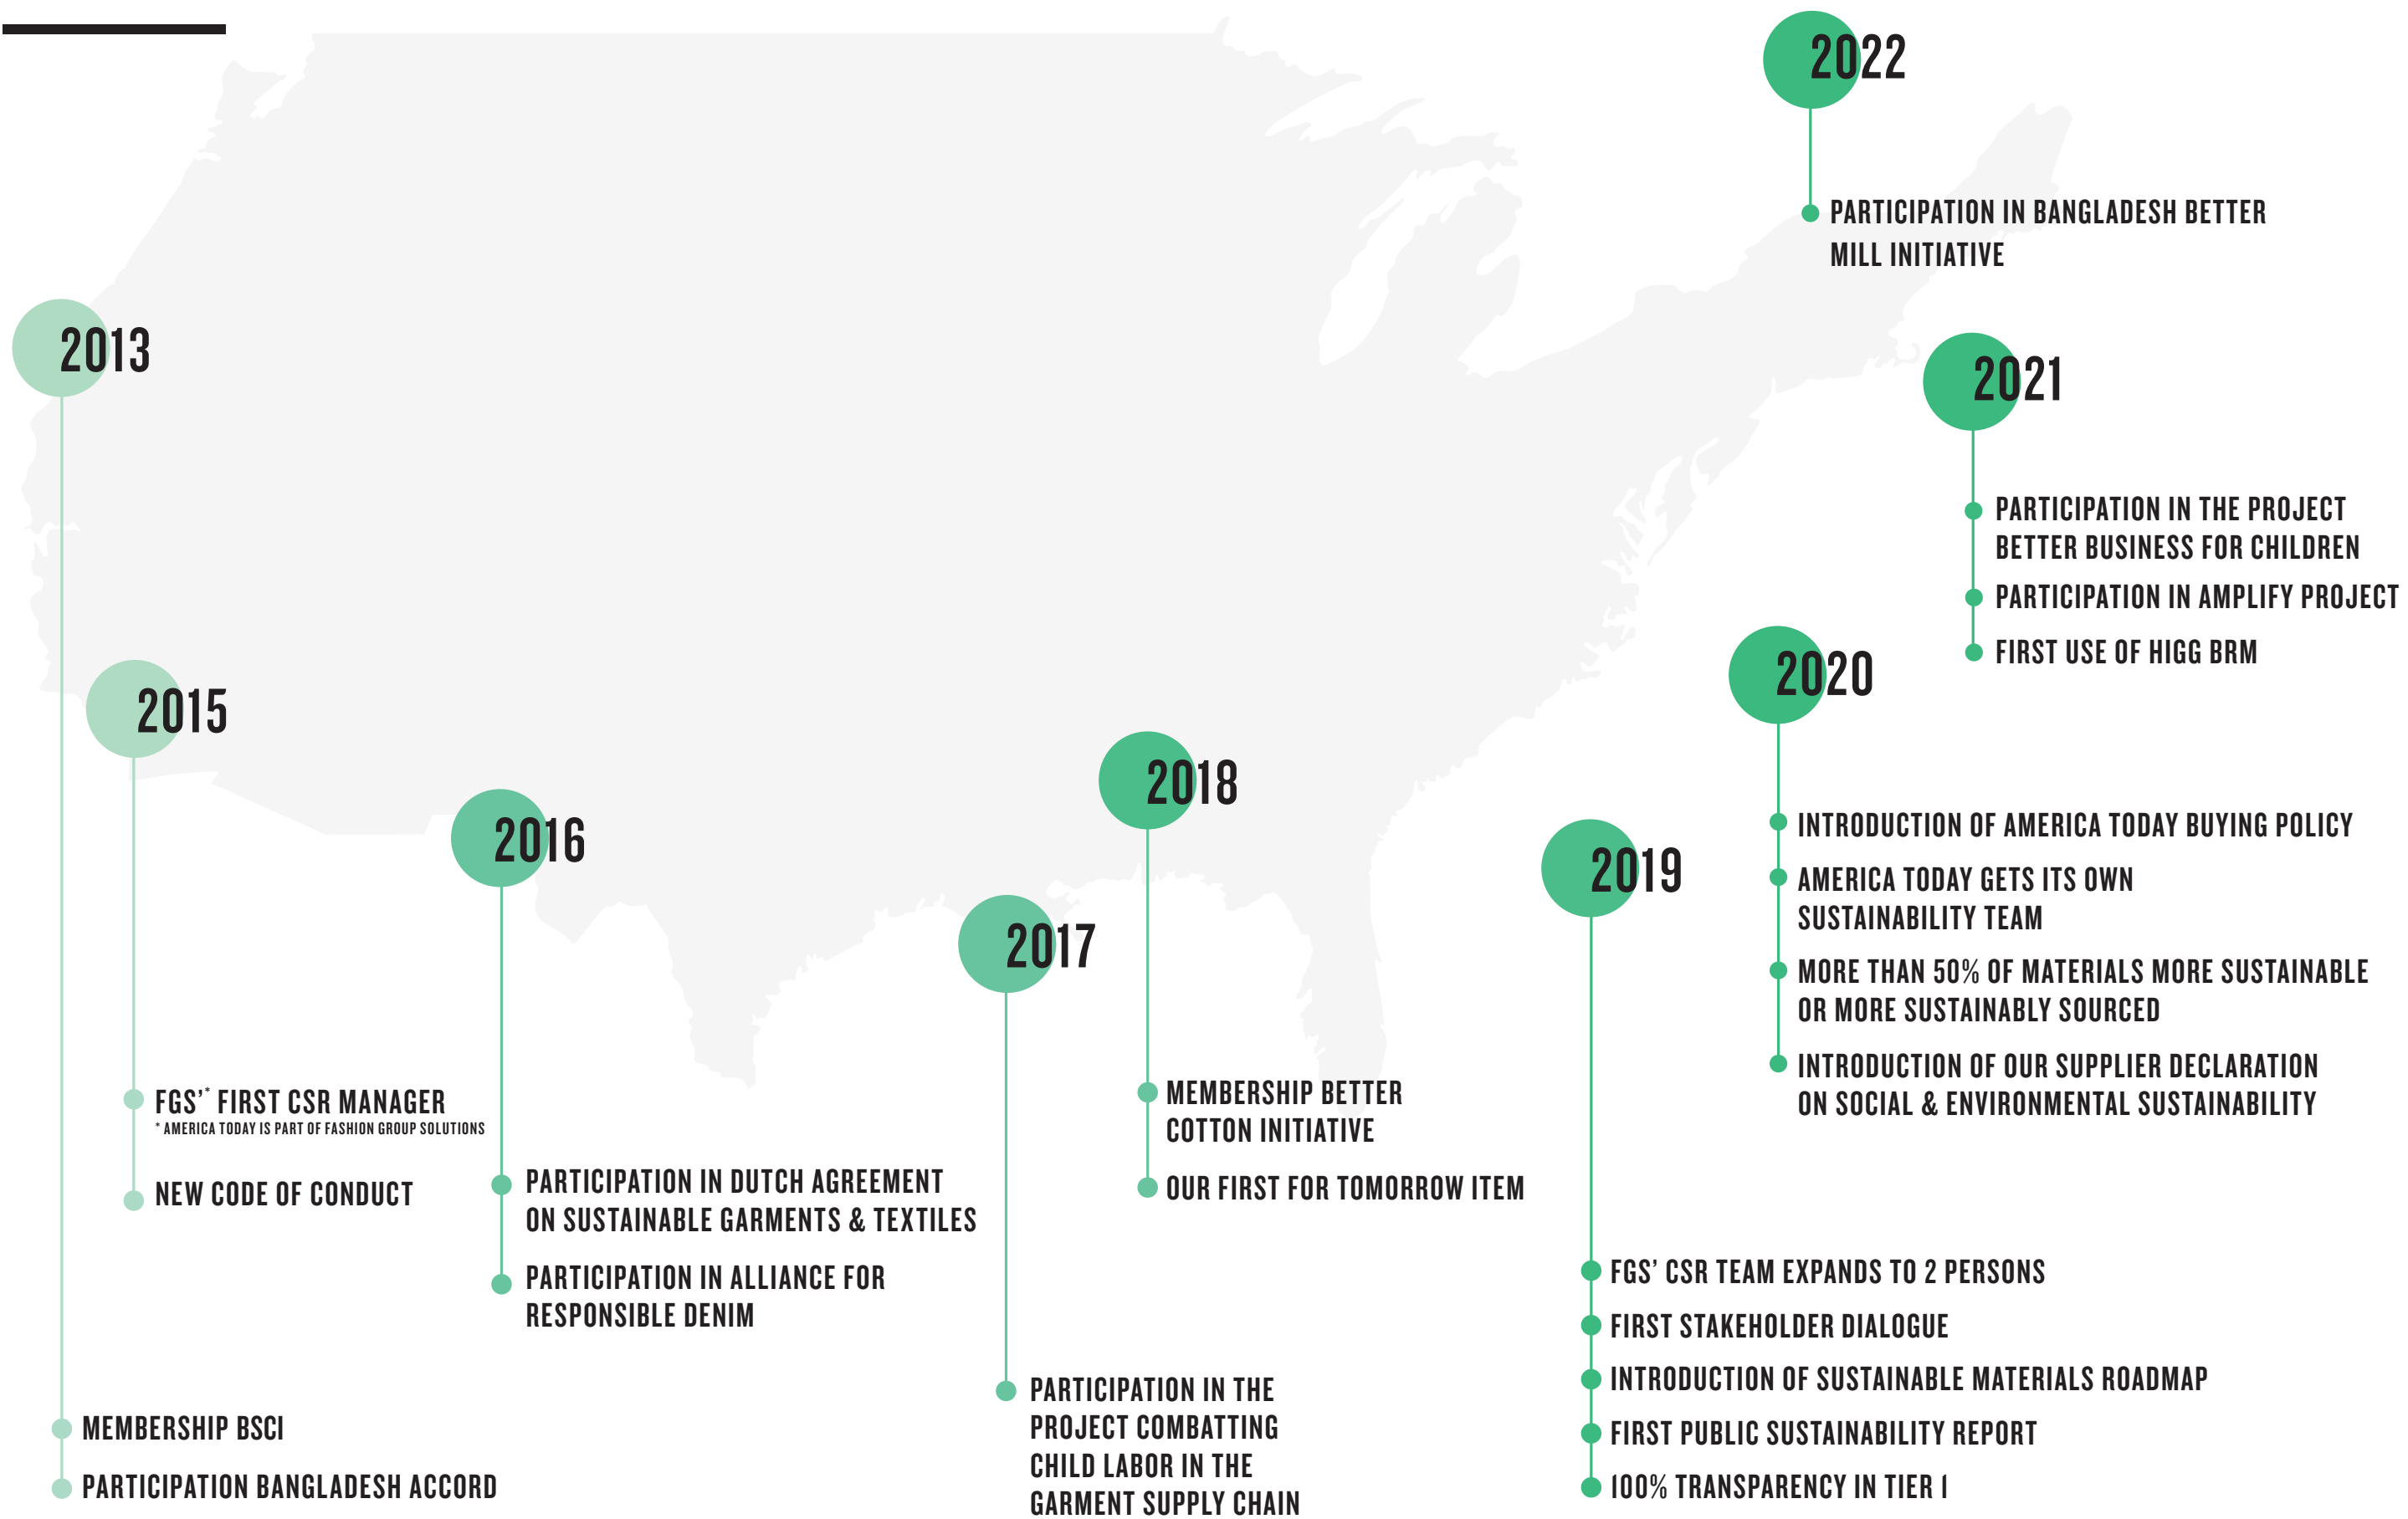 2013
MEMBERSHIP BSCI
PARTICIPATION BANGLADESH ACCORD
2015
FGS'* FIRST CSR MANAGER
* AMERICA TODAY IS PART OF FASHION GROUP SOLUTIONS
NEW CODE OF CONDUCT
2016
PARTICIPATION IN DUTCH AGREEMENT
ON SUSTAINABLE GARMENTS & TEXTILES
PARTICIPATION IN ALLIANCE FOR
RESPONSIBLE DENIM
2017
PARTICIPATION IN THE
PROJECT COMBATTING
CHILD LABOR IN THE
GARMENT SUPPLY CHAIN
2018
MEMBERSHIP BETTER
COTTON INITIATIVE
OUR FIRST FOR TOMORROW ITEM
2019
FGS' CSR TEAM EXPANDS TO 2 PERSONS
FIRST STAKEHOLDER DIALOGUE
INTRODUCTION OF SUSTAINABLE MATERIALS ROADMAP
FIRST PUBLIC SUSTAINABILITY REPORT
100% TRANSPARENCY IN TIER 1
2020
INTRODUCTION OF AMERICA TODAY BUYING POLICY
AMERICA TODAY GETS ITS OWN
SUSTAINABILITY TEAM
MORE THAN 50% OF MATERIALS MORE SUSTAINABLE
OR MORE SUSTAINABLY SOURCED
INTRODUCTION OF OUR SUPPLIER DECLARATION
ON SOCIAL & ENVIRONMENTAL SUSTAINABILITY
2021
PARTICIPATION IN THE PROJECT
BETTER BUSINESS FOR CHILDREN
PARTICIPATION IN AMPLIFY PROJECT
FIRST USE OF HIGG BRM
2022
PARTICIPATION IN BANGLADESH BETTER
MILL INITIATIVE